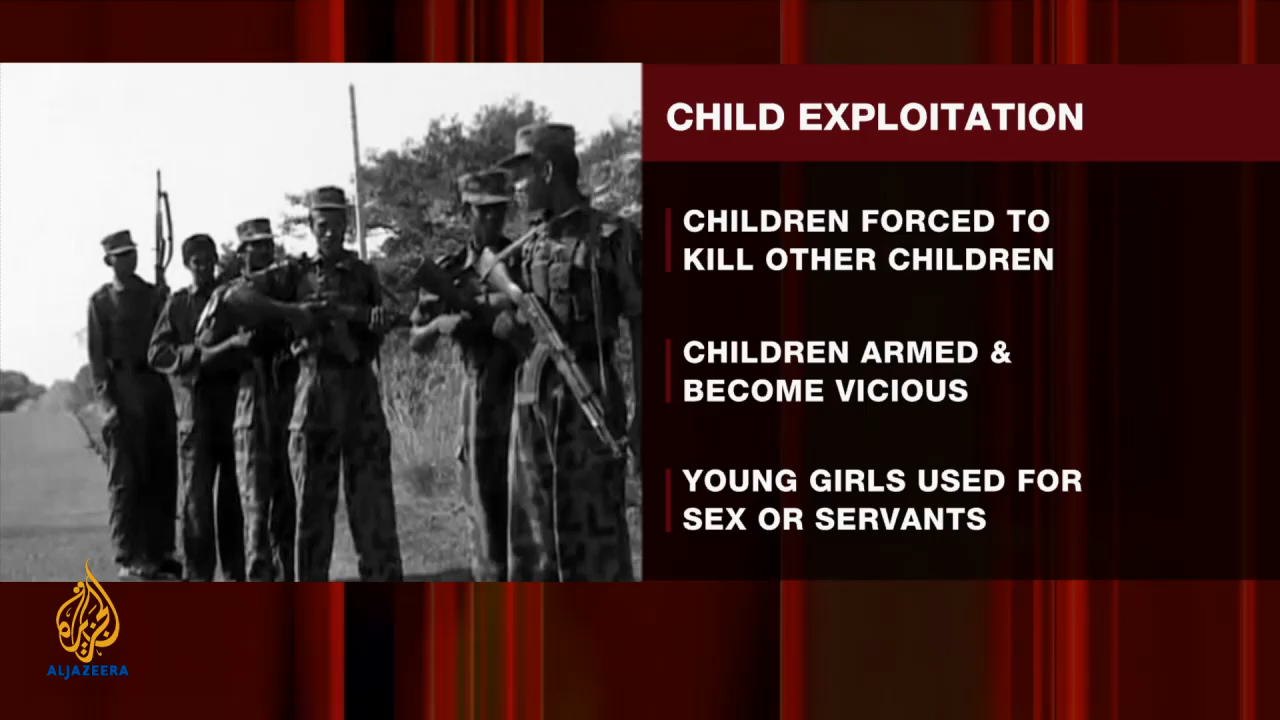 CHILD EXPLOITATION
CHILDREN FORCED TO
KILL OTHER CHILDREN
CHILDREN ARMED &
BECOME VICIOUS
YOUNG GIRLS USED FOR
SEX OR SERVANTS
الجزيرة
ALJAZEERA